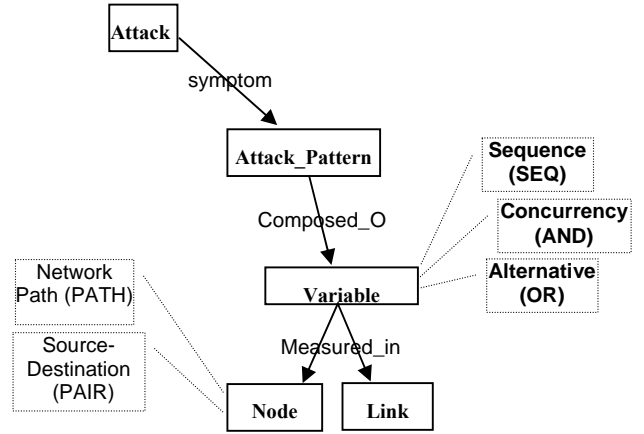 Attack
symptom
Attack_Pattern
Sequence
(SEQ)
Composed_O
Concurrency
(AND)
Variable
Alternative
(OR)
Network
Path (PATH)
Measured_in
Source-
Destination
(PAIR)
Node
Link